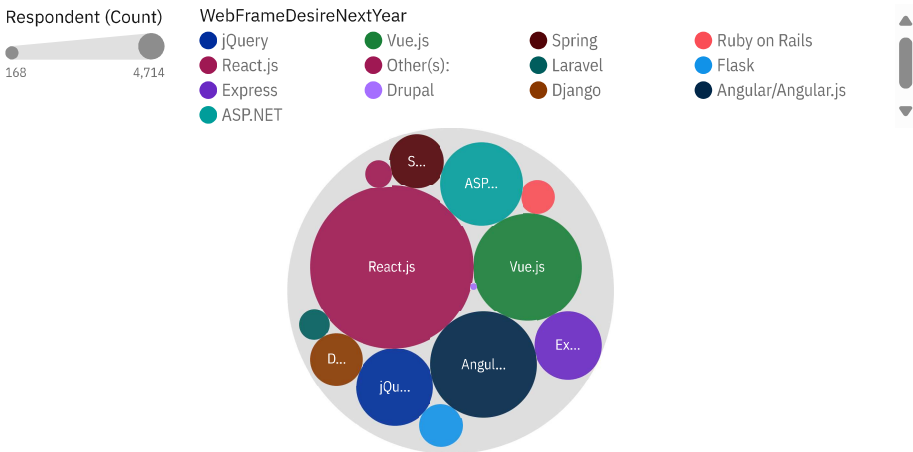 Respondent (Count)
168
4,714
WebFrameDesireNextYear
jQuery
Vue.js
Spring
Ruby on Rails
React.js
Other(s):
Laravel
Flask
Express
Drupal
Django
Angular/Angular.js
ASP.NET
S...
ASP...
React.js
Vue.js
D...
jQu...
Angul...
Ex...